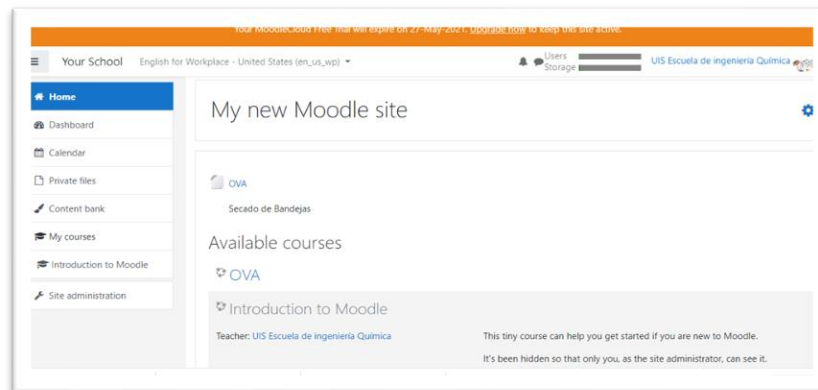 Your MoodleCloud Free Trial will expire on 27-May-2021. Upgrade now to keep this site active.
Your School English for Workplace - United States (en_us_wp)
Users
Storage
UIS Escuela de ingeniería Química
Home
Dashboard
Calendar
Private files
Content bank
My courses
Introduction to Moodle
Site administration
My new Moodle site
OVA
Secado de Bandejas
Available courses
OVA
Introduction to Moodle
Teacher: UIS Escuela de ingeniería Química
This tiny course can help you get started if you are new to Moodle.
It's been hidden so that only you, as the site administrator, can see it.